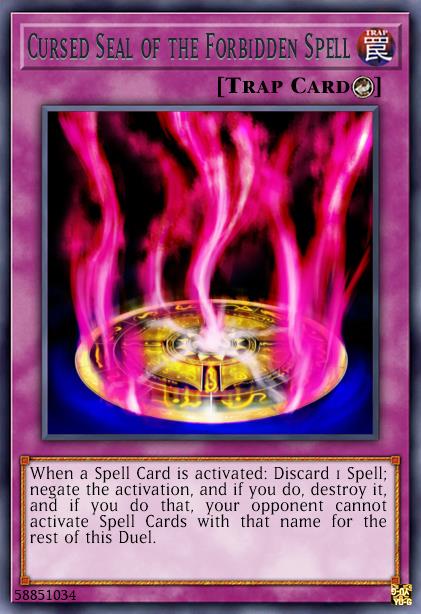 Cursed Seal of the Forbidden Spell
TRAP
罠
[Trap Card]
When a Spell Card is activated: Discard 1 Spell;
negate the activation, and if you do, destroy it,
and if you do that, your opponent cannot
activate Spell Cards with that name for the
rest of this Duel.
58851034